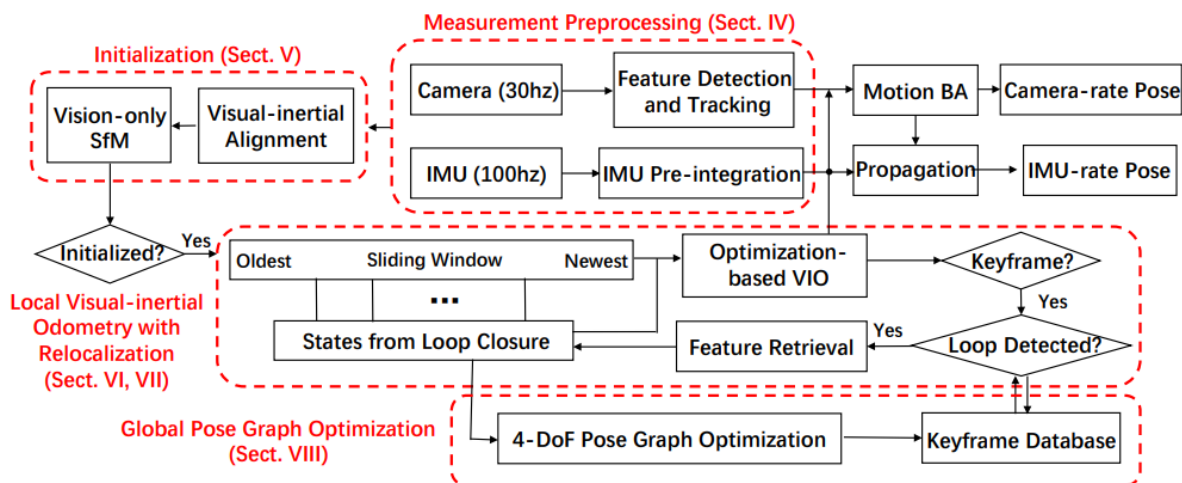 Measurement Preprocessing (Sect. IV)
Initialization (Sect. V)
Camera (30hz)
Feature Detection
and Tracking
Motion BA
Camera-rate Pose
Vision-only
SfM
Visual-inertial
Alignment
IMU (100hz)
IMU Pre-integration
Propagation
IMU-rate Pose
Initialized?
Yes
Oldest
Sliding Window
Newest
Optimization-
based VIO
Keyframe?
Yes
Local Visual-inertial
Odometry with
Relocalization
(Sect. VI, VII)
...
States from Loop Closure
Feature Retrieval
Yes
Loop Detected?
Global Pose Graph Optimization
(Sect. VIII)
4-DoF Pose Graph Optimization
Keyframe Database